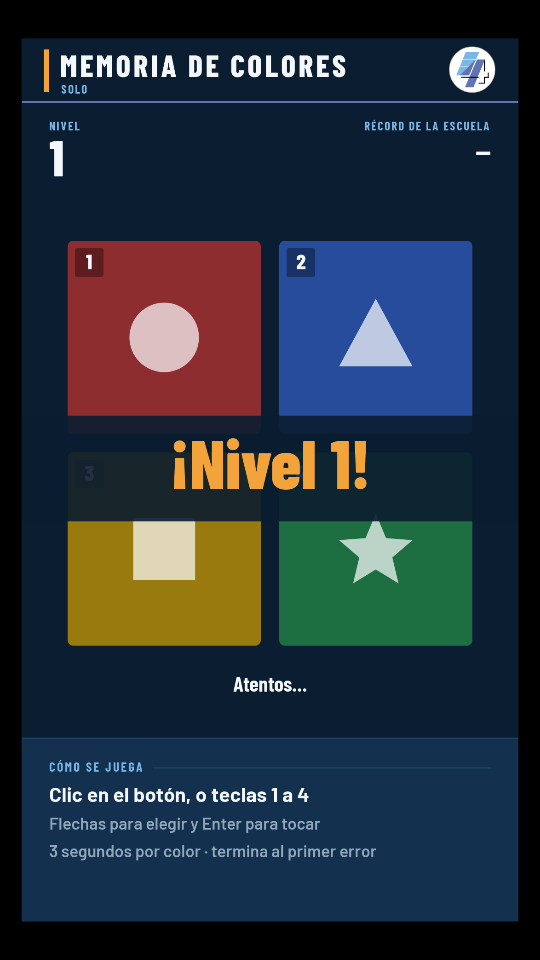 MEMORIA DE COLORES
SOLO
4
NIVEL
RÉCORD DE LA ESCUELA
1
–
1
2
¡Nivel 1!
3
Atentos...
CÓMO SE JUEGA
Clic en el botón, o teclas 1 a 4
Flechas para elegir y Enter para tocar
3 segundos por color · termina al primer error